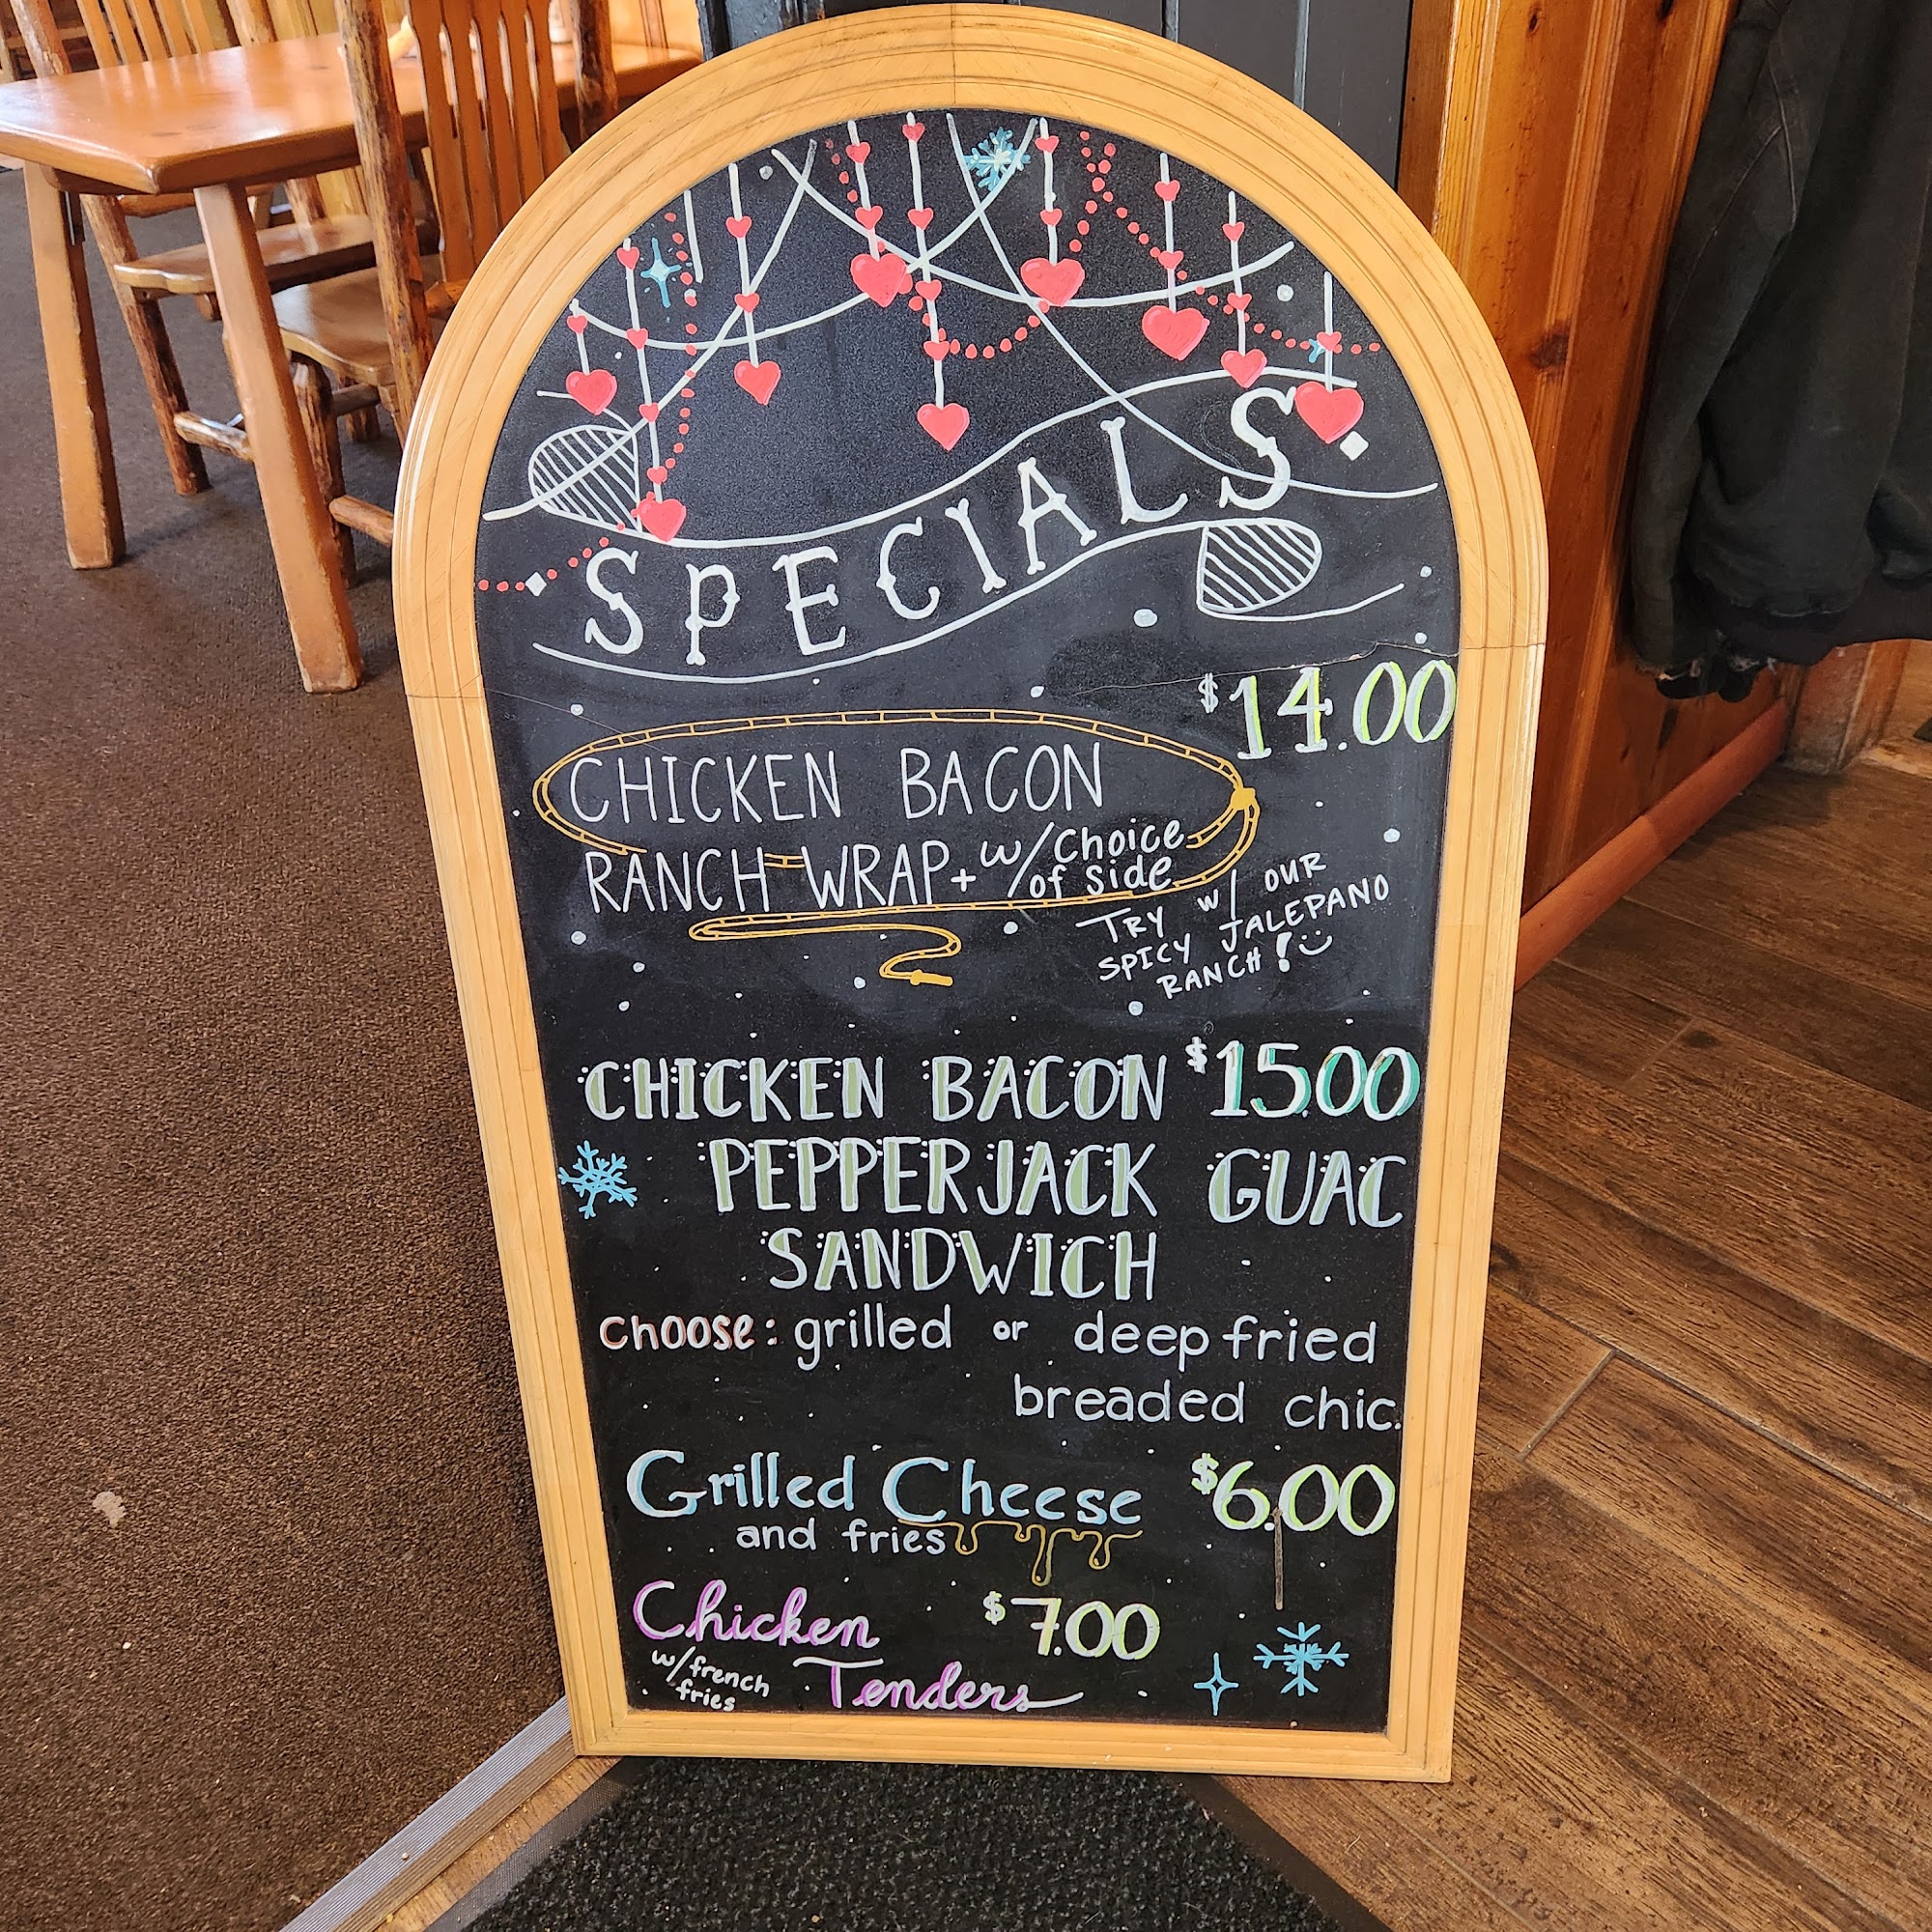 SPECIALS
$14.00
CHICKEN BACON
RANCH WRAP + w/choice
of side
TRY w/ OUR
SPICY JALEPANO
RANCH! :)
CHICKEN BACON $15.00
PEPPERJACK GUAC
SANDWICH
choose: grilled or deep fried
breaded chic.
Grilled Cheese $6.00
and fries
Chicken $7.00
w/french Tenders
fries